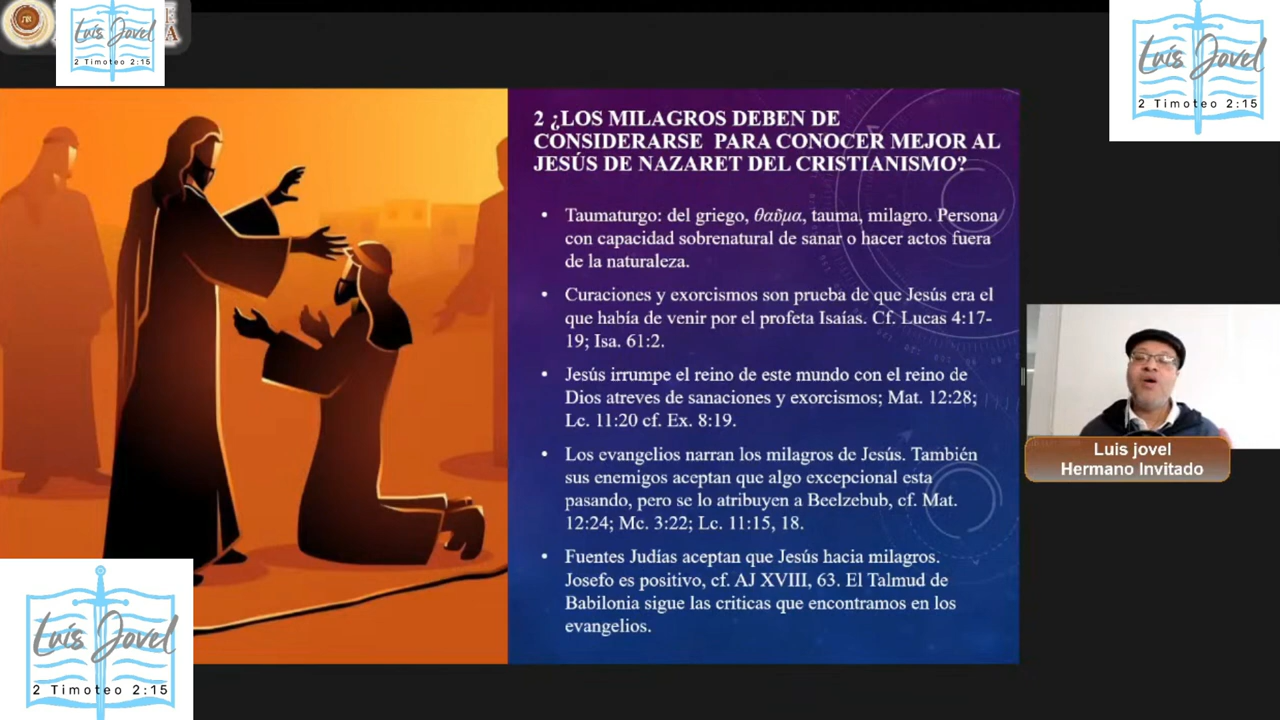 Luis Jovel
2 Timoteo 2:15
Luis Jovel
2 Timoteo 2:15
2 ¿LOS MILAGROS DEBEN DE
CONSIDERARSE PARA CONOCER MEJOR AL
JESÚS DE NAZARET DEL CRISTIANISMO?
• Taumaturgo: del griego, θαῦμα, tauma, milagro. Persona
con capacidad sobrenatural de sanar o hacer actos fuera
de la naturaleza.
• Curaciones y exorcismos son prueba de que Jesús era el
que había de venir por el profeta Isaías. Cf. Lucas 4:17-
19; Isa. 61:2.
• Jesús irrumpe el reino de este mundo con el reino de
Dios atreves de sanaciones y exorcismos; Mat. 12:28;
Lc. 11:20 cf. Ex. 8:19.
• Los evangelios narran los milagros de Jesús. También
sus enemigos aceptan que algo excepcional esta
pasando, pero se lo atribuyen a Beelzebub, cf. Mat.
12:24; Mc. 3:22; Lc. 11:15, 18.
• Fuentes Judías aceptan que Jesús hacia milagros.
Josefo es positivo, cf. AJ XVIII, 63. El Talmud de
Babilonia sigue las criticas que encontramos en los
evangelios.
Luis jovel
Hermano Invitado
Luis Jovel
2 Timoteo 2:15